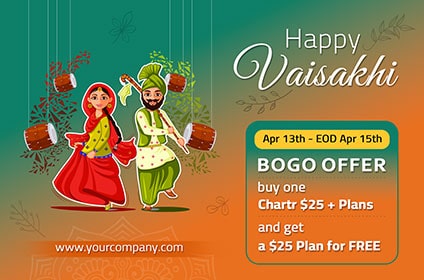 Happy
Vaisakhi
Apr 13th - EOD Apr 15th
BOGO OFFER
buy one
Chartr $25 + Plans
and get
a $25 Plan for FREE
www.yourcompany.com